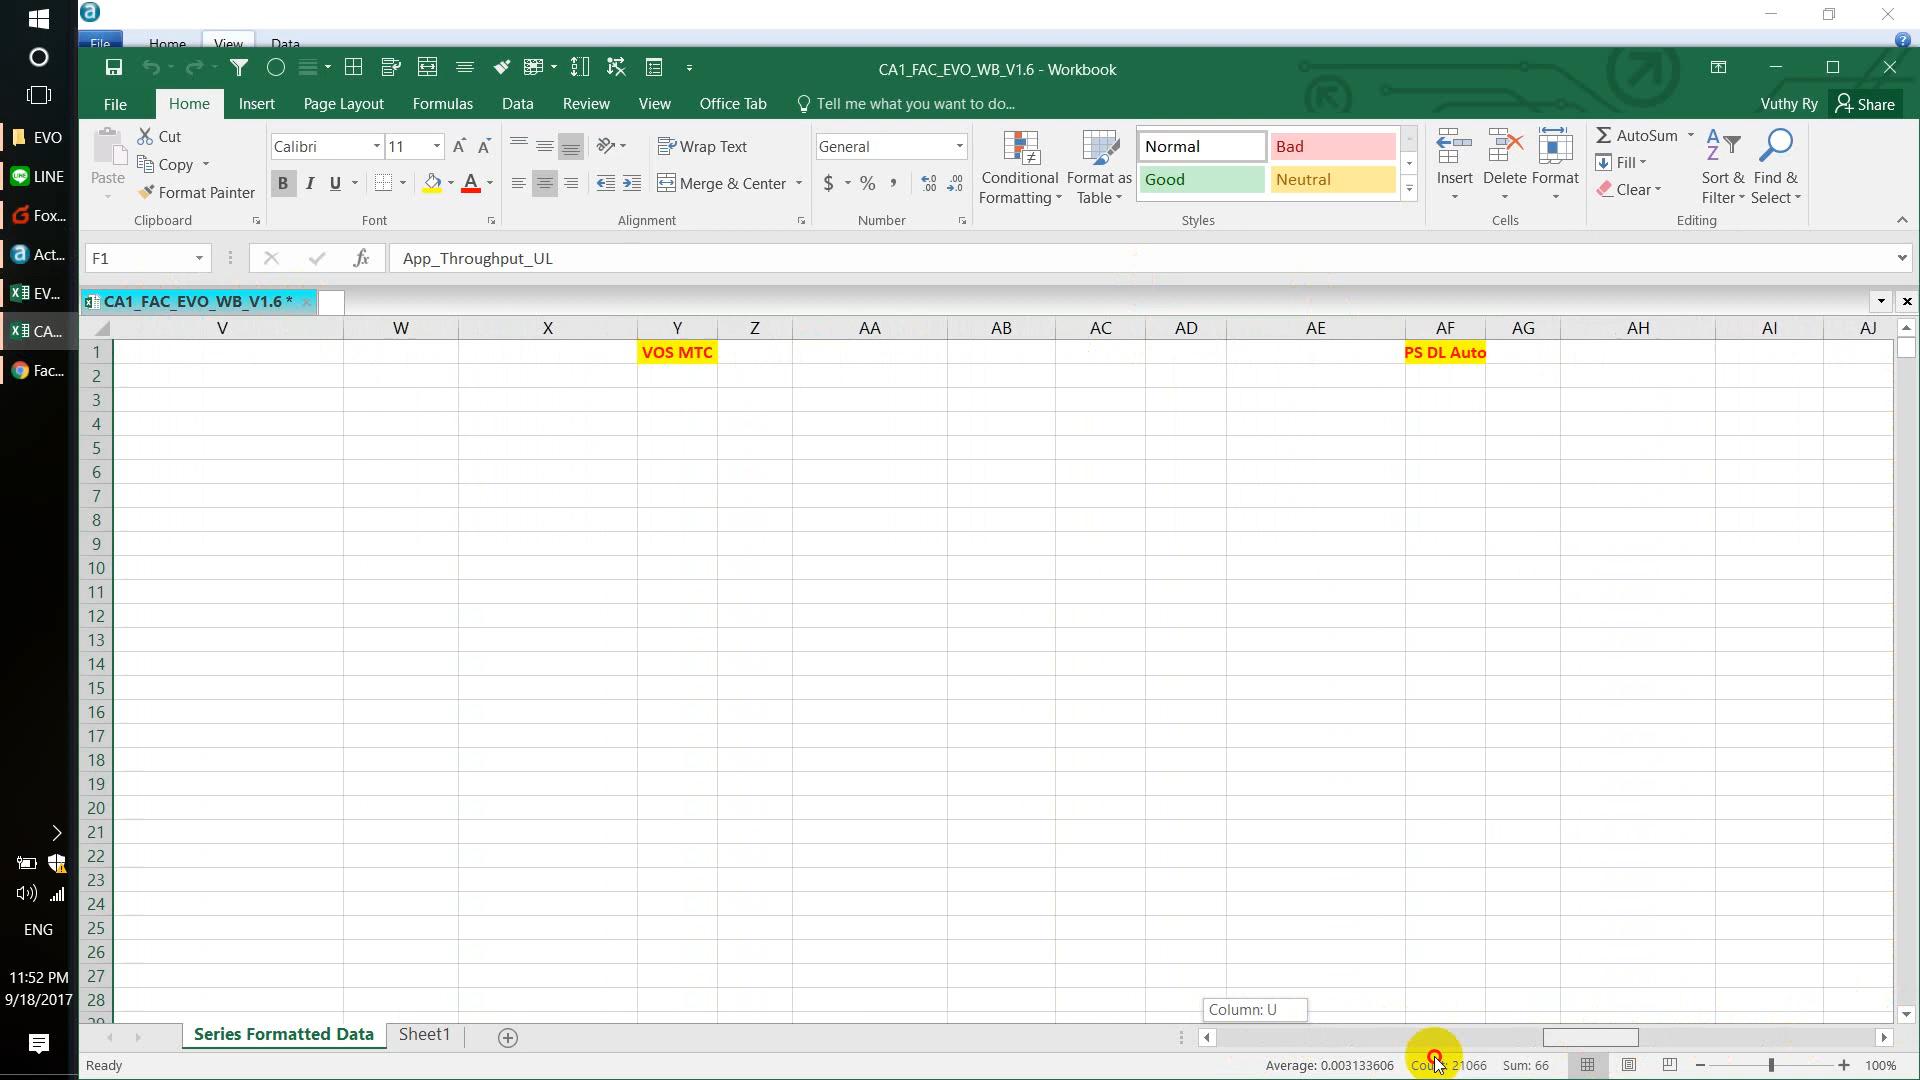 File Home View Data
CA1_FAC_EVO_WB_V1.6 - Workbook
File Home Insert Page Layout Formulas Data Review View Office Tab Tell me what you want to do... Vuthy Ry Share
Paste Cut
Copy
Format Painter
Clipboard
Calibri 11
B I U A
Font
Wrap Text
Merge & Center
Alignment
General
$ % ,
Number
Conditional Formatting
Format as Table
Normal Bad
Good Neutral
Styles
Insert Delete Format
Cells
AutoSum
Fill
Clear
Sort & Filter
Find & Select
Editing
F1 fx App_Throughput_UL
CA1_FAC_EVO_WB_V1.6 *
V W X Y Z AA AB AC AD AE AF AG AH AI AJ
1 VOS MTC PS DL Auto
2
3
4
5
6
7
8
9
10
11
12
13
14
15
16
17
18
19
20
21
22
23
24
25
26
27
28
29
Column: U
Series Formatted Data Sheet1
Ready Average: 0.003133606 21066 Sum: 66 100%
EVO
LINE
Fox...
Act...
EV...
CA...
Fac...
ENG
11:52 PM
9/18/2017